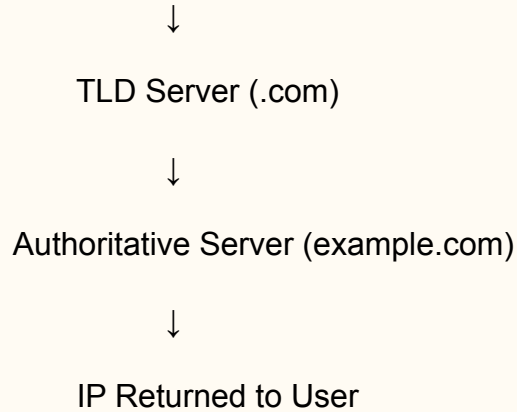 ↓
TLD Server (.com)
↓
Authoritative Server (example.com)
↓
IP Returned to User